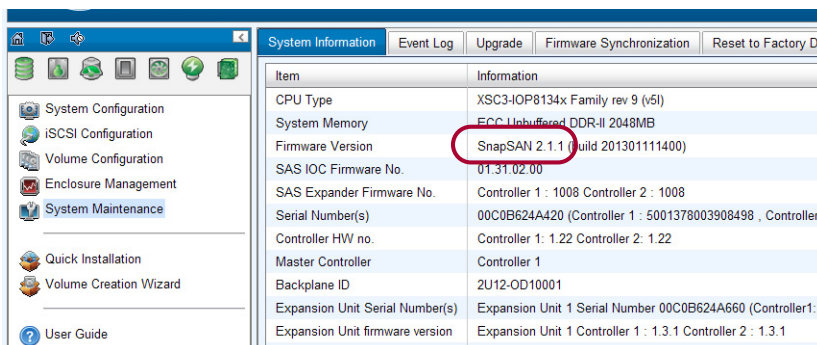 System Information Event Log Upgrade Firmware Synchronization Reset to Factory D
System Configuration
iSCSI Configuration
Volume Configuration
Enclosure Management
System Maintenance
Quick Installation
Volume Creation Wizard
User Guide
Item Information
CPU Type XSC3-IOP8134x Family rev 9 (v5l)
System Memory ECC Unbuffered DDR-II 2048MB
Firmware Version SnapSAN 2.1.1 (build 201301111400)
SAS IOC Firmware No. 01.31.02.00
SAS Expander Firmware No. Controller 1 : 1008 Controller 2 : 1008
Serial Number(s) 00C0B624A420 (Controller 1 : 5001378003908498 , Controller
Controller HW no. Controller 1: 1.22 Controller 2: 1.22
Master Controller Controller 1
Backplane ID 2U12-OD10001
Expansion Unit Serial Number(s) Expansion Unit 1 Serial Number 00C0B624A660 (Controller1:
Expansion Unit firmware version Expansion Unit 1 Controller 1 : 1.3.1 Controller 2 : 1.3.1